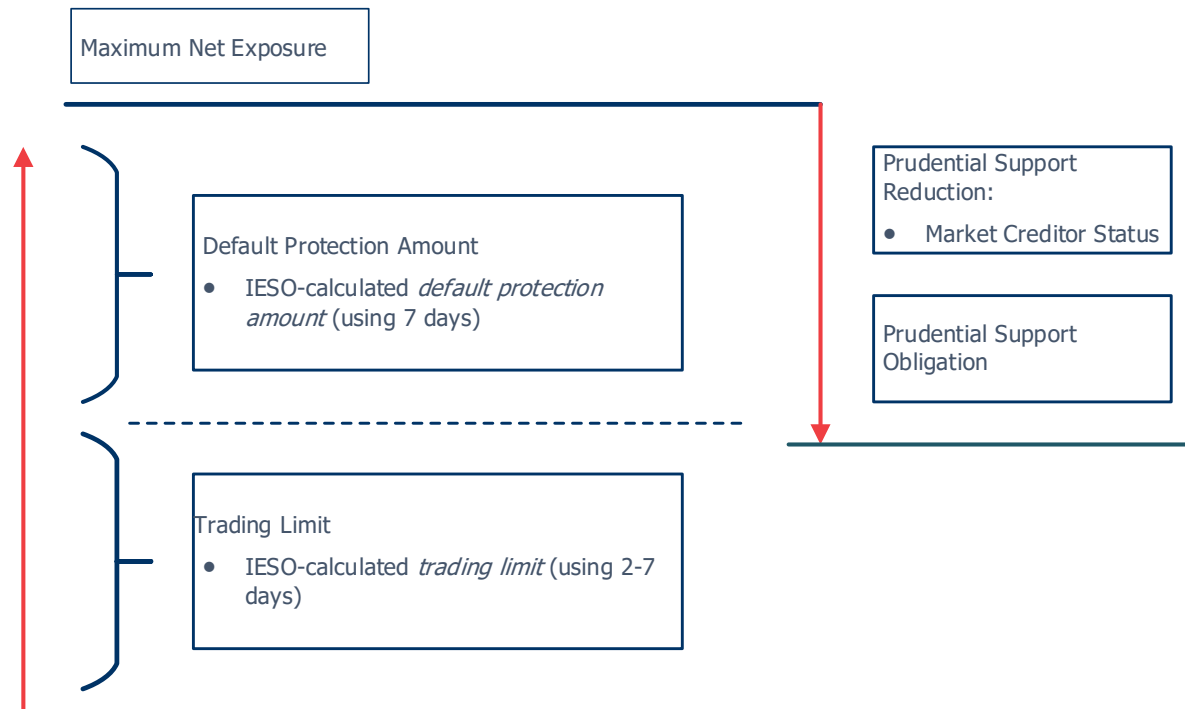 Maximum Net Exposure
Prudential Support
Reduction:
• Market Creditor Status
Default Protection Amount
• IESO-calculated default protection
amount (using 7 days)
Prudential Support
Obligation
Trading Limit
• IESO-calculated trading limit (using 2-7
days)